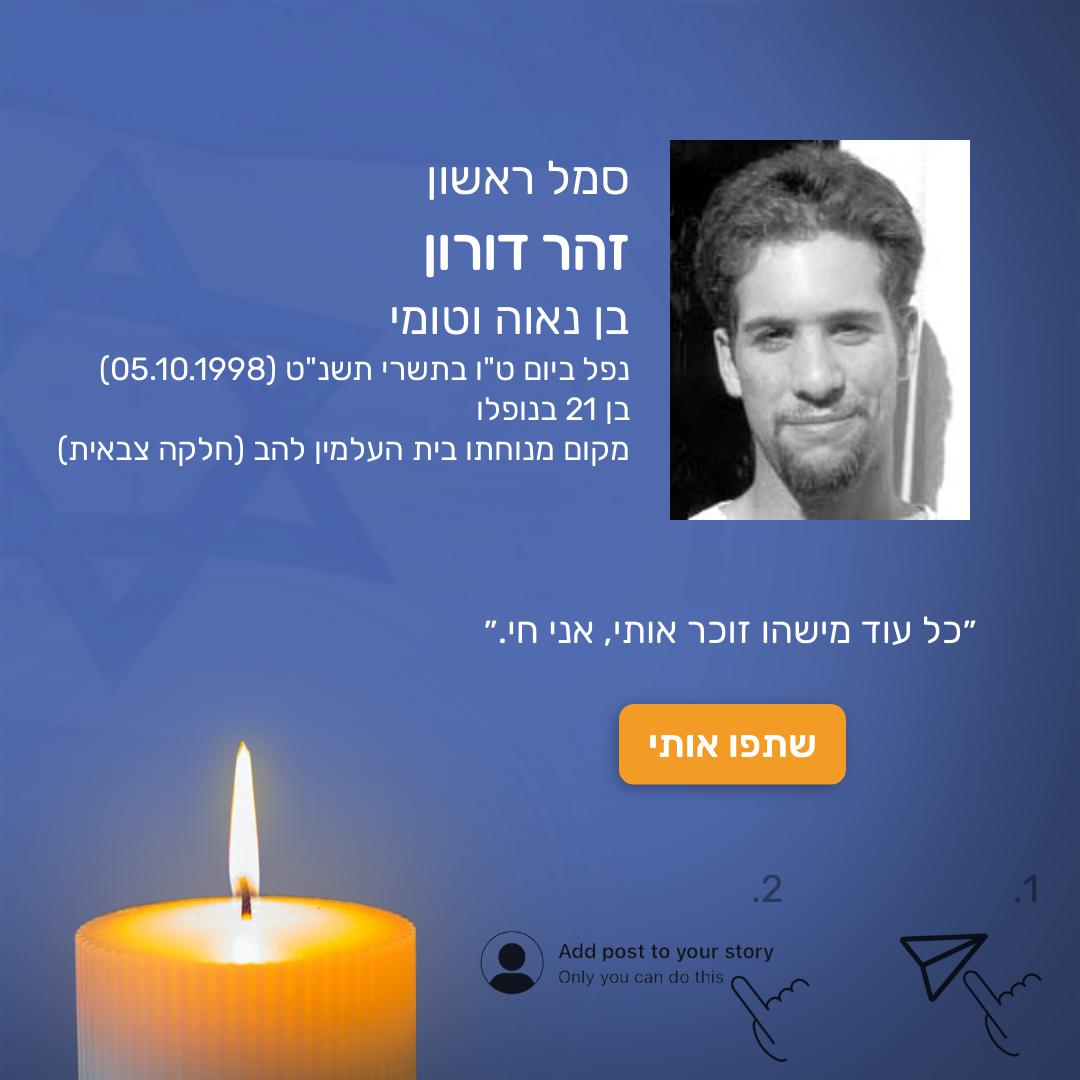 סמל ראשון
זהר דורון
בן נאוה וטומי
נפל ביום ט"ו בתשרי תשנ"ט (05.10.1998)
בן 21 בנופלו
מקום מנוחתו בית העלמין להב (חלקה צבאית)
״כל עוד מישהו זוכר אותי, אני חי.״
שתפו אותי
1.
2.
Add post to your story
Only you can do this